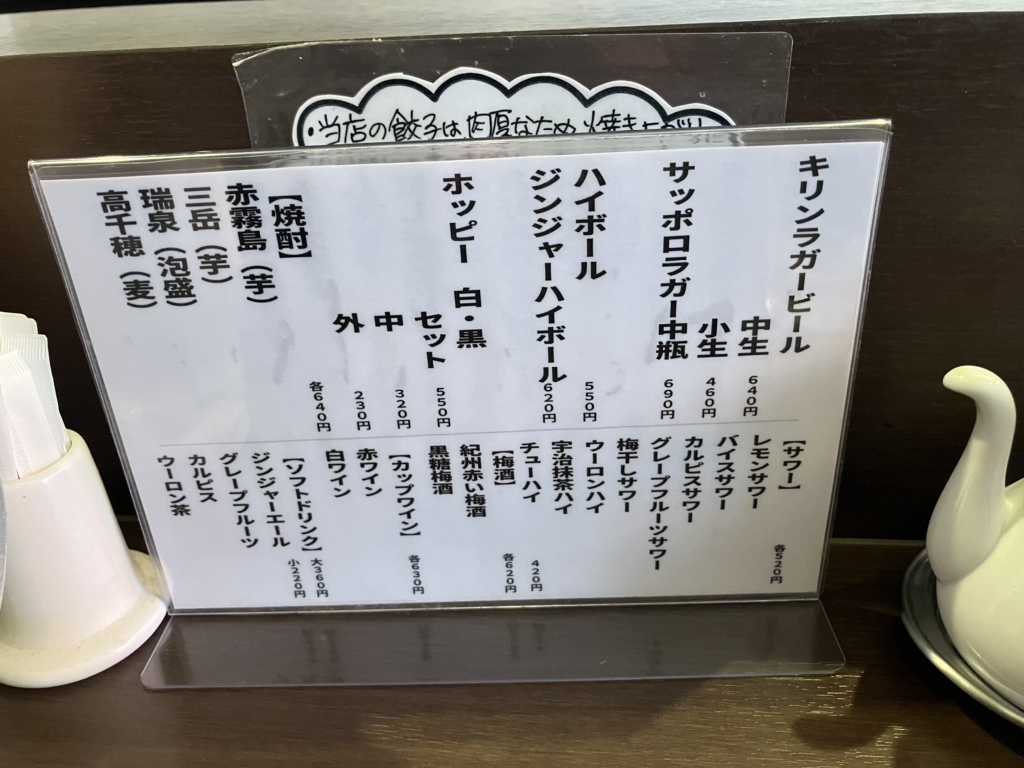 ・当店の餃子は肉厚なため、焼き
キリンラガービール
中生 640円
小生 460円
サッポロラガー中瓶 690円
ハイボール 550円
ジンジャーハイボール 620円
ホッピー 白・黒
セット 550円
中 320円
外 230円
【焼酎】 各640円
赤霧島（芋）
三岳（芋）
瑞泉（泡盛）
高千穂（麦）
【サワー】 各520円
レモンサワー
バイスサワー
カルピスサワー
グレープフルーツサワー
梅干しサワー
ウーロンハイ
宇治抹茶ハイ
チューハイ 420円
【梅酒】 各620円
紀州赤い梅酒
黒糖梅酒
【カップワイン】 各630円
赤ワイン
白ワイン
【ソフトドリンク】 大360円
小220円
ジンジャーエール
グレープフルーツ
カルピス
ウーロン茶